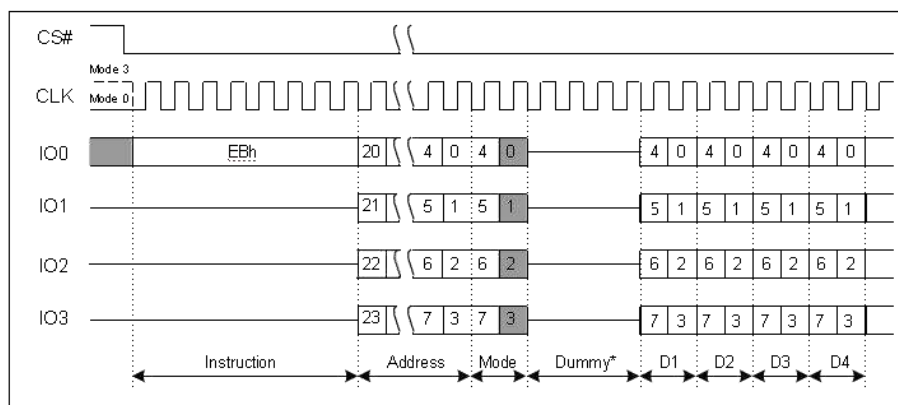 CS#
Mode 3
CLK Mode 0
IO0 EBh 20 4 0 4 0 4 0 4 0 4 0 4 0
IO1 21 5 1 5 1 5 1 5 1 5 1 5 1
IO2 22 6 2 6 2 6 2 6 2 6 2 6 2
IO3 23 7 3 7 3 7 3 7 3 7 3 7 3
Instruction Address Mode Dummy* D1 D2 D3 D4